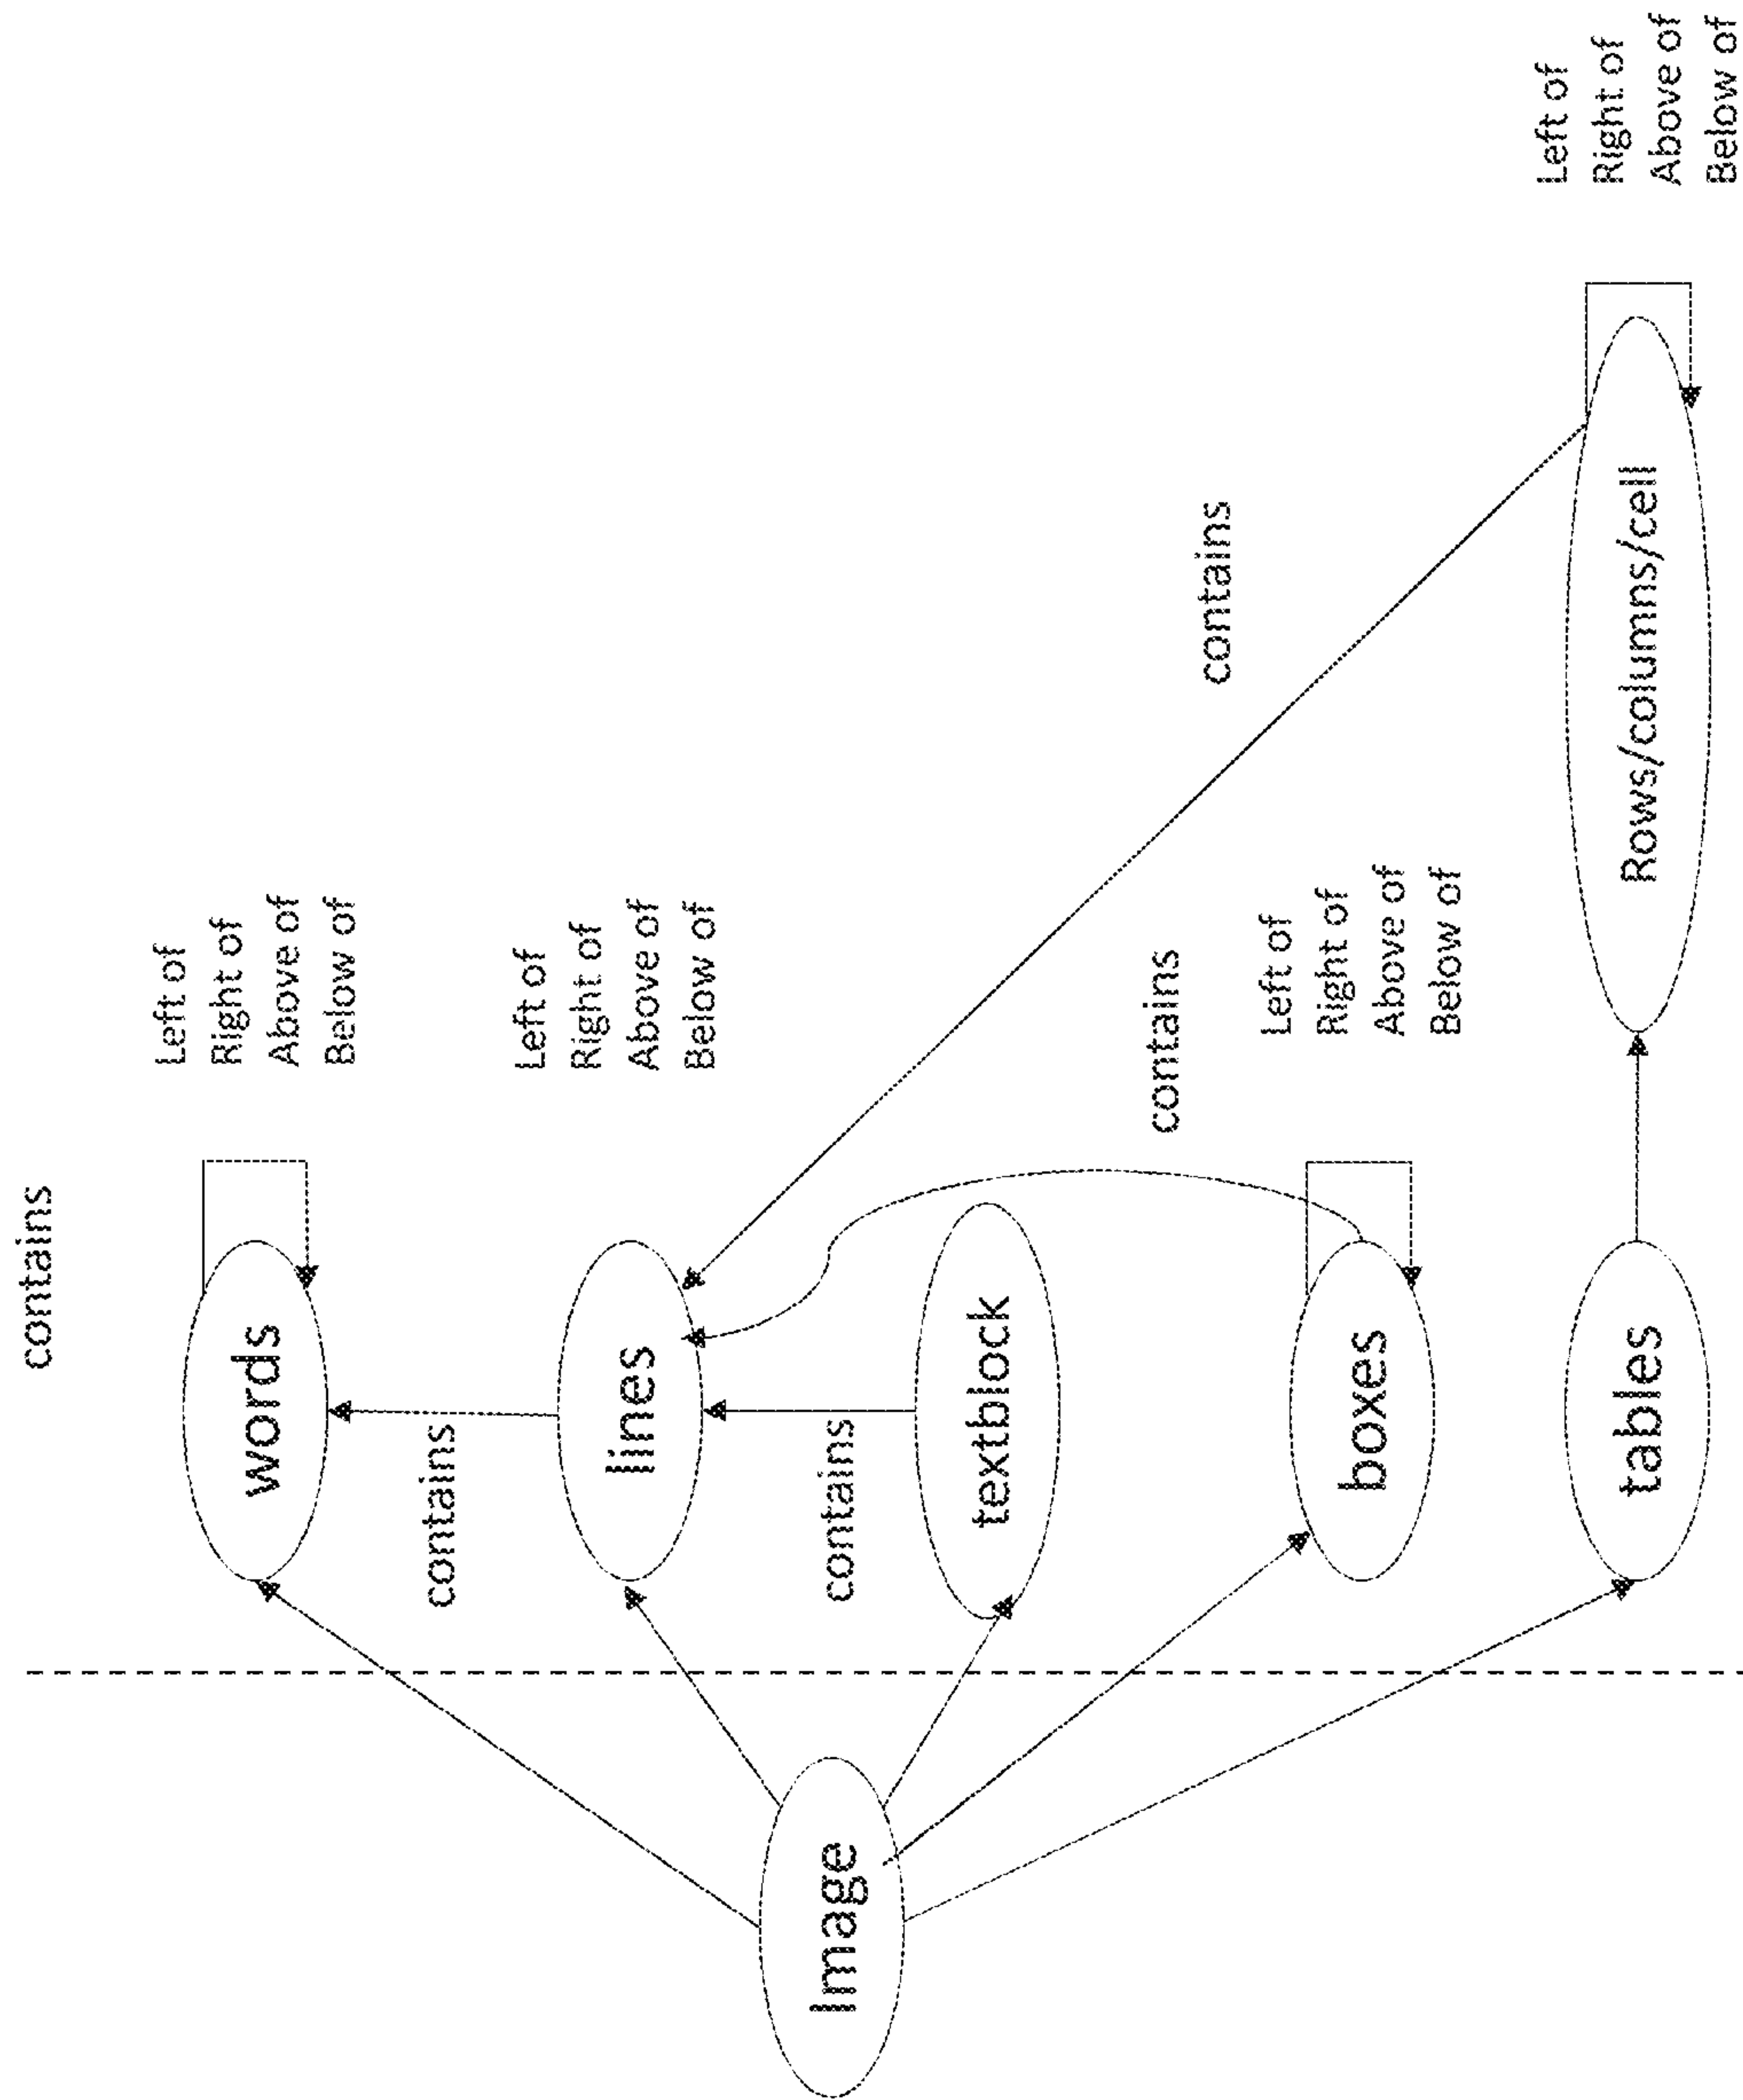 contains
words
Left of
Right of
Above of
Below of
contains
lines
Left of
Right of
Above of
Below of
Image
contains
textblock
contains
boxes
Left of
Right of
Above of
Below of
contains
tables
Rows/columns/cell
Left of
Right of
Above of
Below of